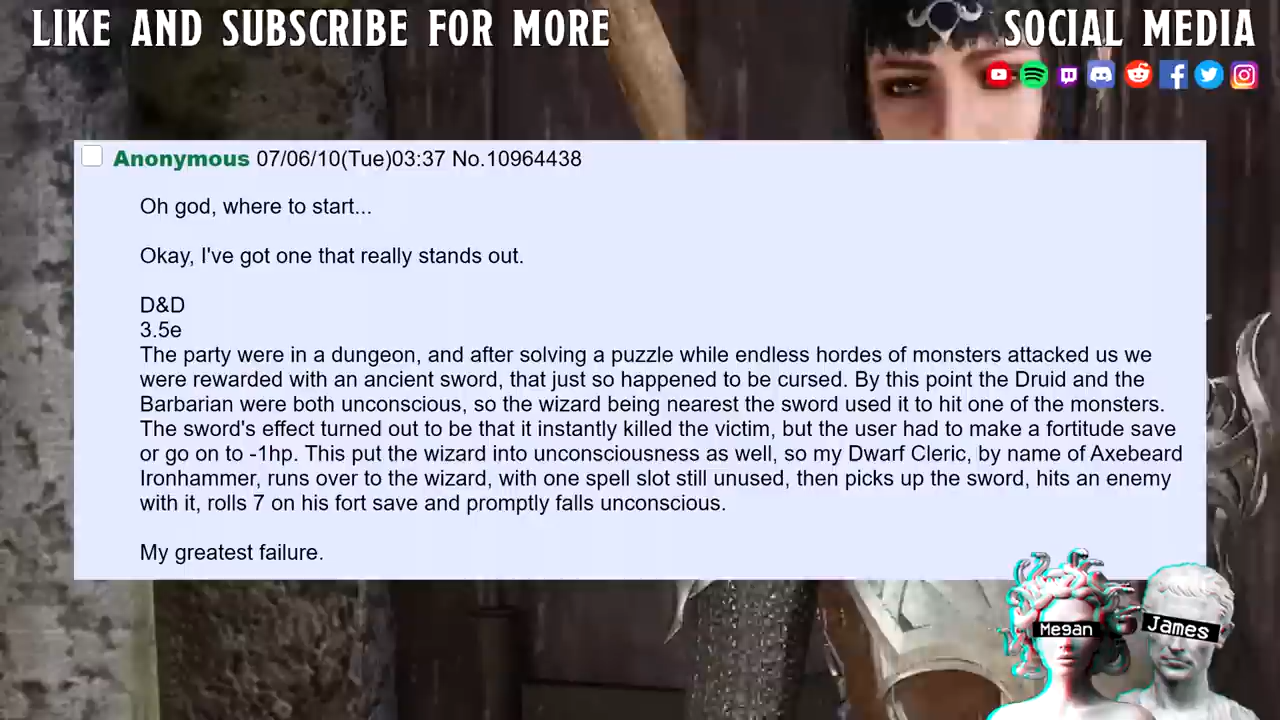 LIKE AND SUBSCRIBE FOR MORE
SOCIAL MEDIA
Anonymous 07/06/10(Tue)03:37 No.10964438
Oh god, where to start...
Okay, I've got one that really stands out.
D&D
3.5e
The party were in a dungeon, and after solving a puzzle while endless hordes of monsters attacked us we
were rewarded with an ancient sword, that just so happened to be cursed. By this point the Druid and the
Barbarian were both unconscious, so the wizard being nearest the sword used it to hit one of the monsters.
The sword's effect turned out to be that it instantly killed the victim, but the user had to make a fortitude save
or go on to -1hp. This put the wizard into unconsciousness as well, so my Dwarf Cleric, by name of Axebeard
Ironhammer, runs over to the wizard, with one spell slot still unused, then picks up the sword, hits an enemy
with it, rolls 7 on his fort save and promptly falls unconscious.
My greatest failure.
Megan
James